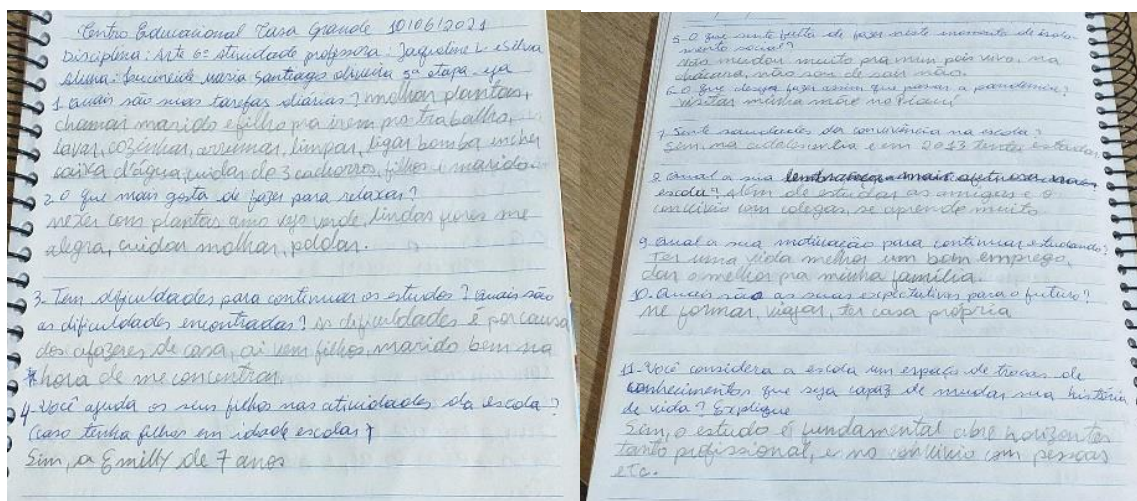 Centro Educacional Casa Grande 10/06/2021
Disciplina: Arte 6ª atividade professora: Jaqueline L. e Silva
Aluna: Lucineide maria Santiago oliveira 5ª etapa-eja
1 quais são suas tarefas diárias? molhar plantas,
chamar marido e filho pra irem pro trabalho,
lavar, cozinhar, arrumar, limpar, ligar bomba encher
caixa d'água, cuidar de 3 cachorros, filhos e marido.
2 O que mais gosta de fazer para relaxar?
mexer com plantas amo vejo verde, lindas flores me
alegra, cuidar molhar, poldar.
3- Tem dificuldades para continuar os estudos? quais são
as dificuldades encontradas? As dificuldades é por causa
dos afazeres de casa, ai vem filhos, marido bem na
hora de me concentrar.
4- Você ajuda os seus filhos nas atividades da escola?
(caso tenha filhos em idade escolar)
Sim, a Emilly de 7 anos
5- O que sente falta de fazer neste momento de isola-
mento social?
não mudou muito pra mim pois vivo, na
chácara, não sou de sair não.
6- O que deseja fazer assim que passar a pandemia?
visitar minha mãe no Piauí
7 Sente saudades da convivência na escola?
Sim, na e em 2013 tentei estudar
8 qual a sua lembrança mais afetuosa na
escola? além de estudar as amigas e o
convívio com colegas, se aprende muito
9 qual a sua motivação para continuar estudando?
Ter uma vida melhor um bom emprego,
dar o melhor pra minha família.
10. quais são as suas expectativas para o futuro?
me formar, viajar, ter casa própria
11- Você considera a escola um espaço de trocas de
conhecimentos que seja capaz de mudar sua história
de vida? Explique
Sim, o estudo é fundamental abre horizontes
tanto profissional, e no convívio com pessoas
etc.